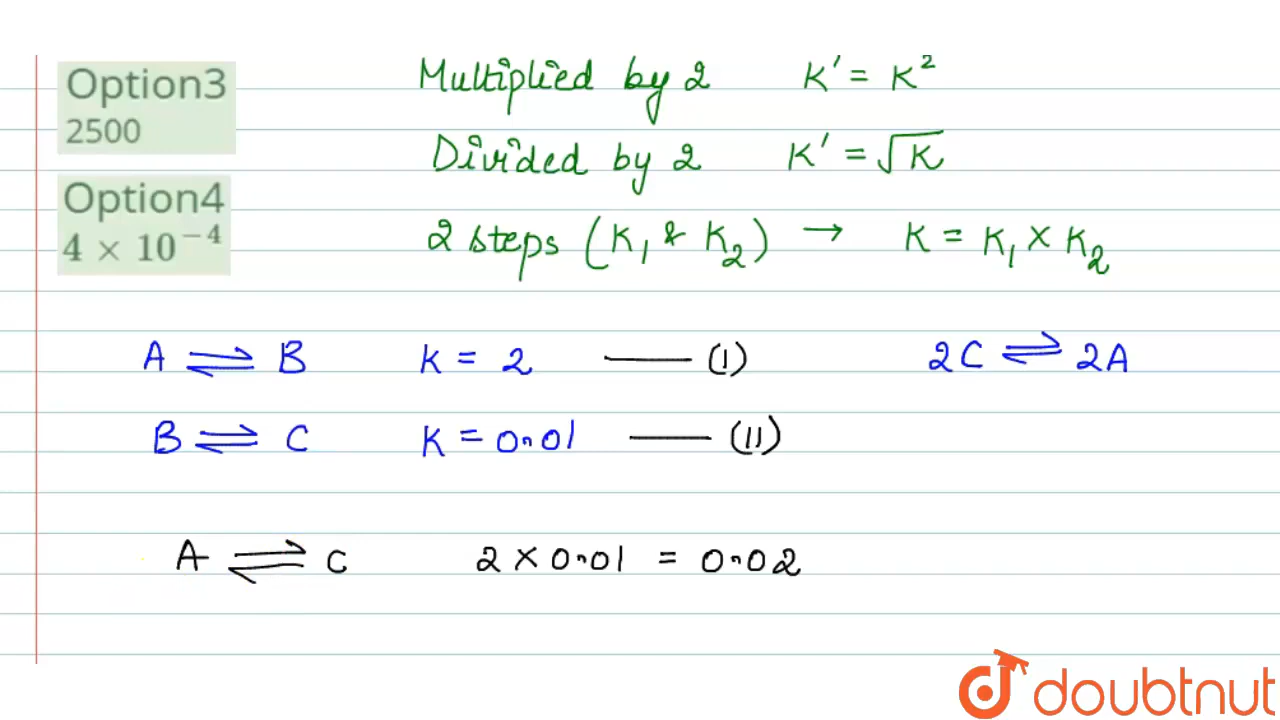 Option3
2500
Option4
4 × 10⁻⁴
Multiplied by 2 K′ = K²
Divided by 2 K′ = √K
2 steps (K₁ & K₂) → K = K₁ × K₂
A ⇌ B K = 2 —— (I) 2C ⇌ 2A
B ⇌ C K = 0.01 —— (II)
A ⇌ C 2 × 0.01 = 0.02
doubtnut